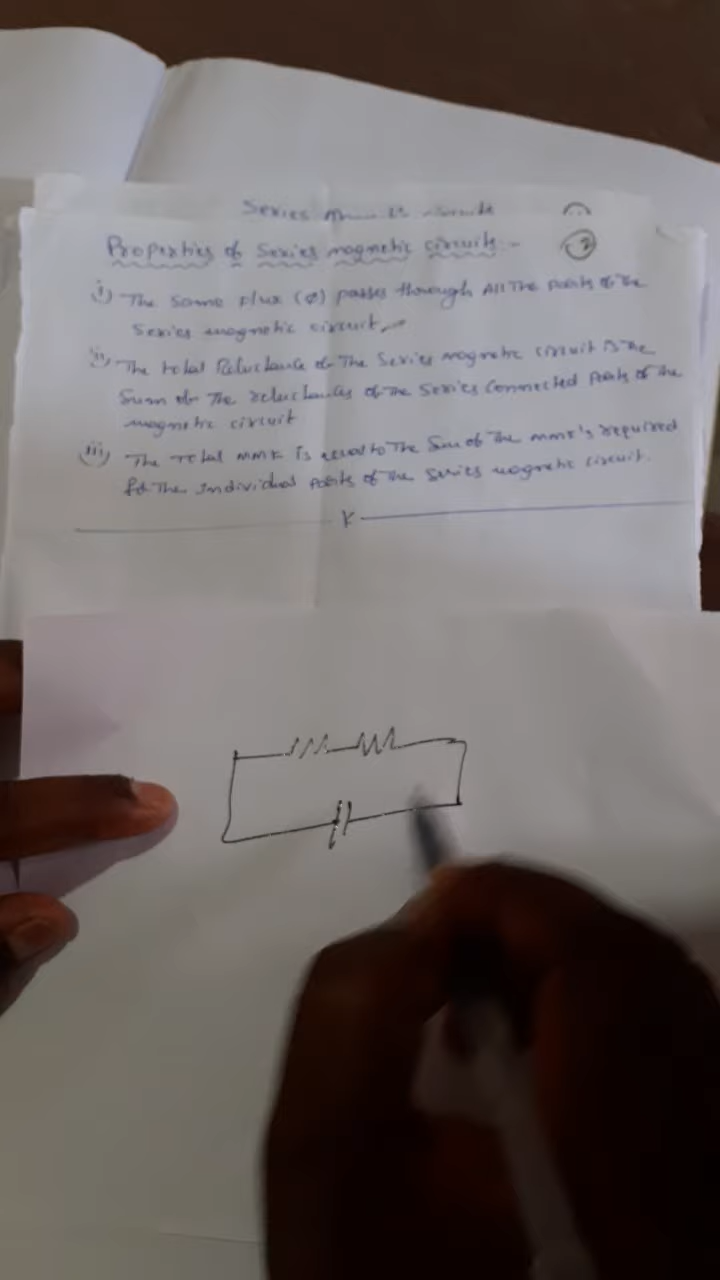 Series
Properties of Series magnetic circuits -
i) The same flux (φ) passes through All The parts of The
Series magnetic circuit.
ii) The total Reluctance of The Series magnetic circuit is The
Sum of The reluctances of The Series Connected parts of The
magnetic circuit
iii) The total MMF is equal to The Sum of The MMF's required
for The Individual parts of The Series magnetic circuit.